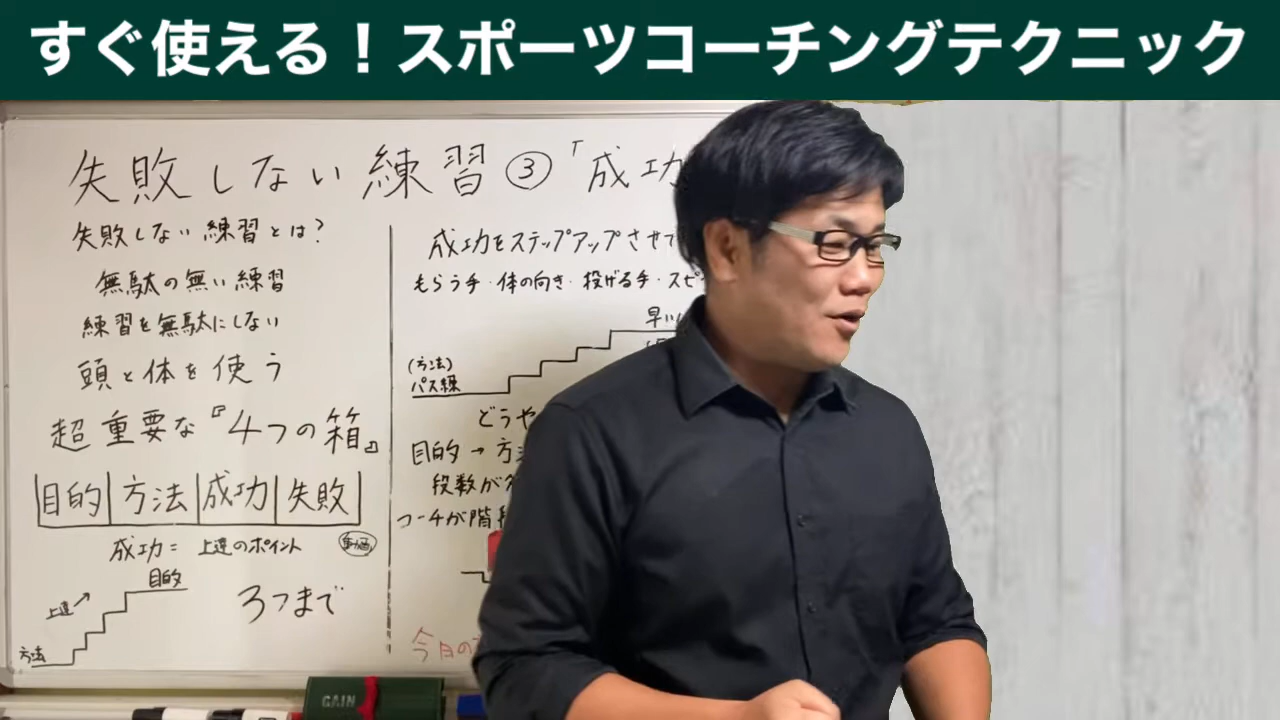 すぐ使える！スポーツコーチングテクニック
失敗しない練習③「成功
失敗しない練習とは？
無駄の無い練習
練習を無駄にしない
頭と体を使う
超重要な『4つの箱』
目的 方法 成功 失敗
成功＝ 上達のポイント 動画
目的
上達
3つまで
方法
成功をステップアップさせ
もらう手・体の向き・投げる手・スピ
早い
(方法)
パス練
どうや
目的→方法
段数が
コーチが階段
今日の
GAIN